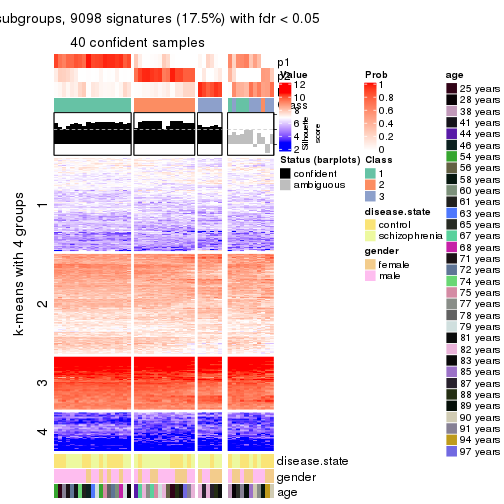 subgroups, 9098 signatures (17.5%) with fdr < 0.05
40 confident samples
p1
p2
Value
12
10
8
6
4
2
Silhouette
score
Prob
1
0.8
0.6
0.4
0.2
0
Status (barplots)
confident
ambiguous
Class
1
2
3
disease.state
control
schizophrenia
gender
female
male
age
25 years
28 years
38 years
41 years
44 years
46 years
54 years
56 years
58 years
60 years
61 years
63 years
65 years
67 years
68 years
71 years
72 years
74 years
75 years
77 years
78 years
79 years
81 years
82 years
83 years
85 years
87 years
88 years
89 years
90 years
91 years
94 years
97 years
k-means with 4 groups
1
2
3
4
disease.state
gender
age